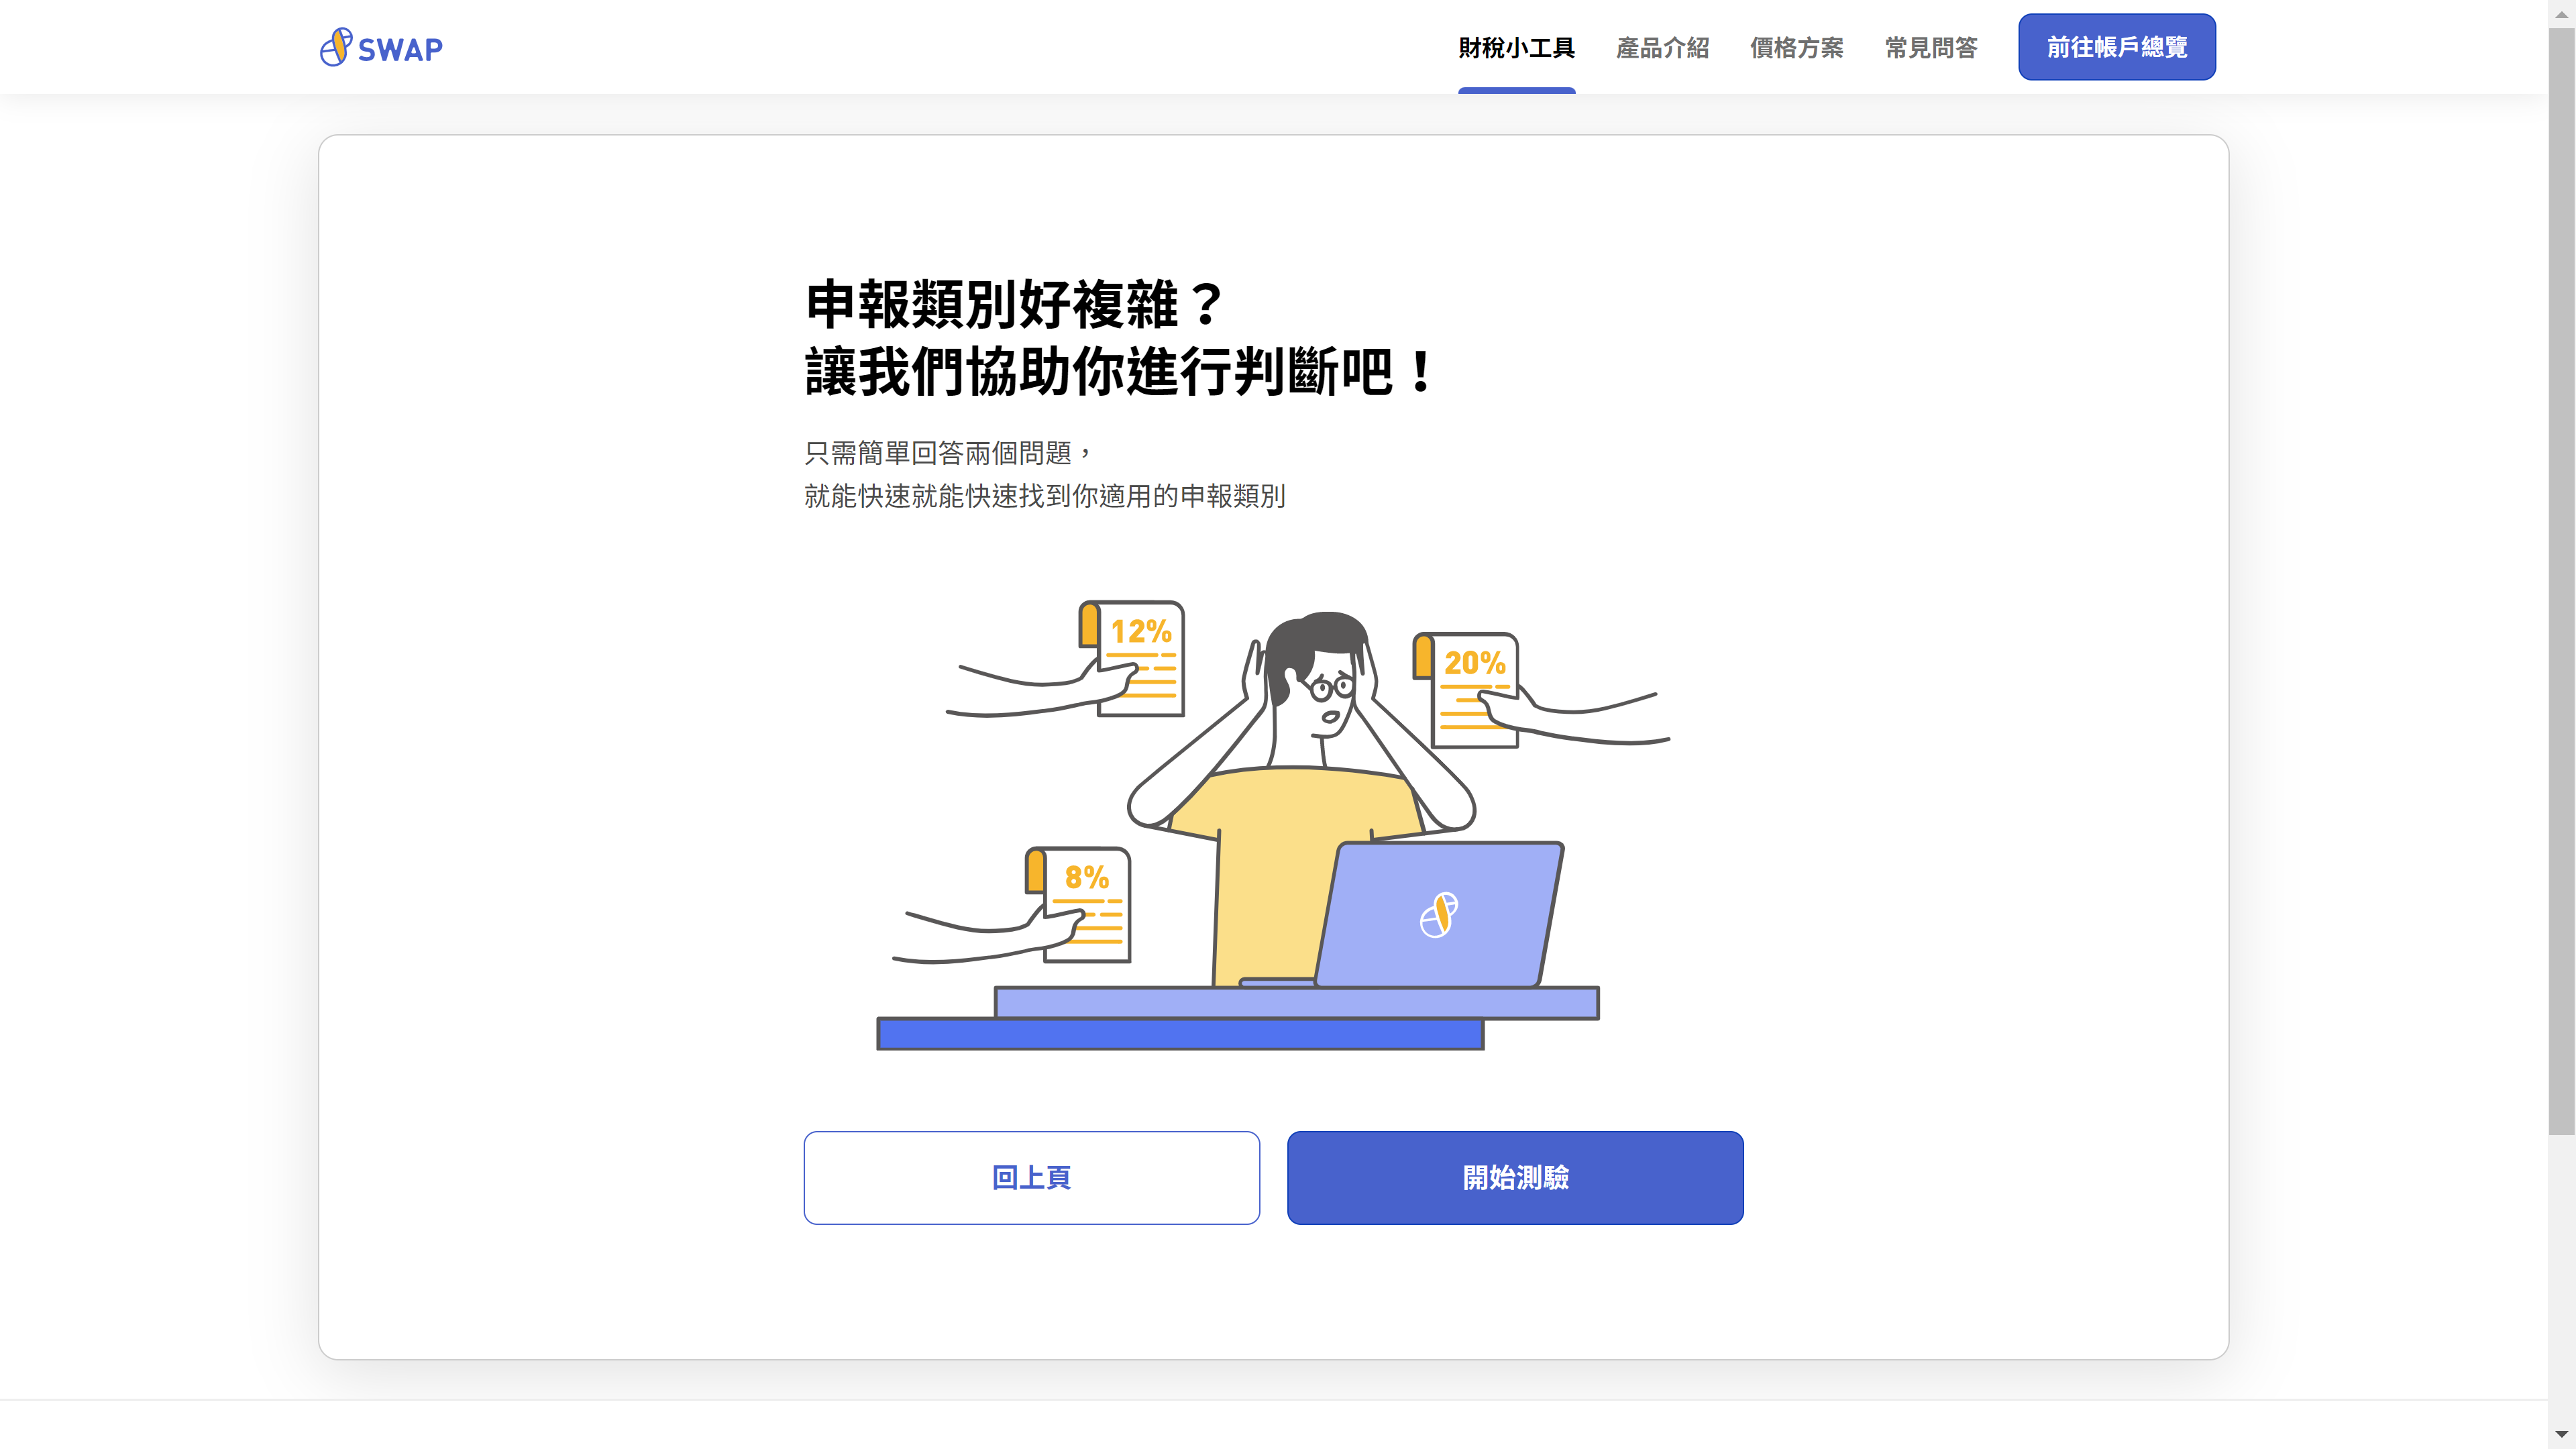 SWAP
財稅小工具 產品介紹 價格方案 常見問答 前往帳戶總覽
申報類別好複雜？
讓我們協助你進行判斷吧！
只需簡單回答兩個問題，
就能快速就能快速找到你適用的申報類別
12%
20%
8%
回上頁 開始測驗